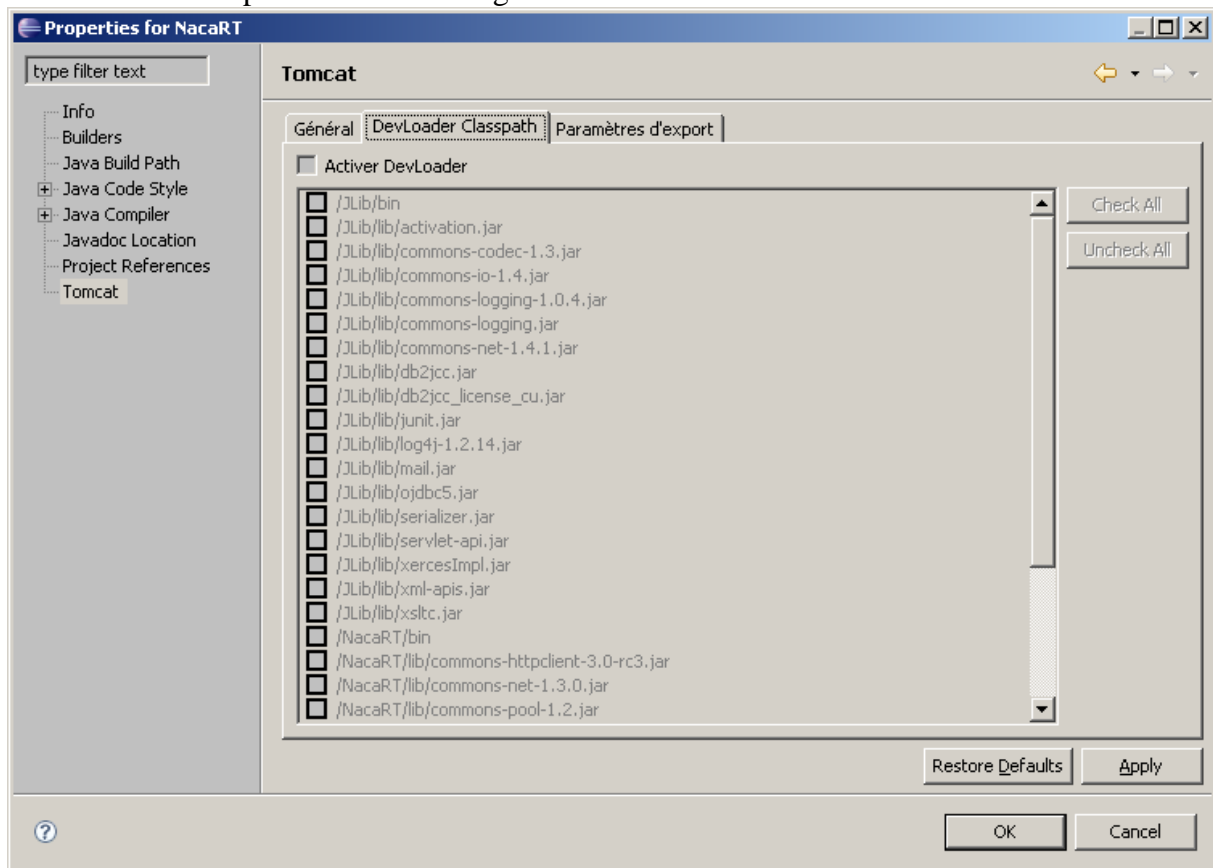 Properties for NacaRT
type filter text
Info
Builders
Java Build Path
Java Code Style
Java Compiler
Javadoc Location
Project References
Tomcat
Tomcat
Général
DevLoader Classpath
Paramètres d'export
Activer DevLoader
/JLib/bin
/JLib/lib/activation.jar
/JLib/lib/commons-codec-1.3.jar
/JLib/lib/commons-io-1.4.jar
/JLib/lib/commons-logging-1.0.4.jar
/JLib/lib/commons-logging.jar
/JLib/lib/commons-net-1.4.1.jar
/JLib/lib/db2jcc.jar
/JLib/lib/db2jcc_license_cu.jar
/JLib/lib/junit.jar
/JLib/lib/log4j-1.2.14.jar
/JLib/lib/mail.jar
/JLib/lib/ojdbc5.jar
/JLib/lib/serializer.jar
/JLib/lib/servlet-api.jar
/JLib/lib/xercesImpl.jar
/JLib/lib/xml-apis.jar
/JLib/lib/xsltc.jar
/NacaRT/bin
/NacaRT/lib/commons-httpclient-3.0-rc3.jar
/NacaRT/lib/commons-net-1.3.0.jar
/NacaRT/lib/commons-pool-1.2.jar
Check All
Uncheck All
Restore Defaults
Apply
OK
Cancel